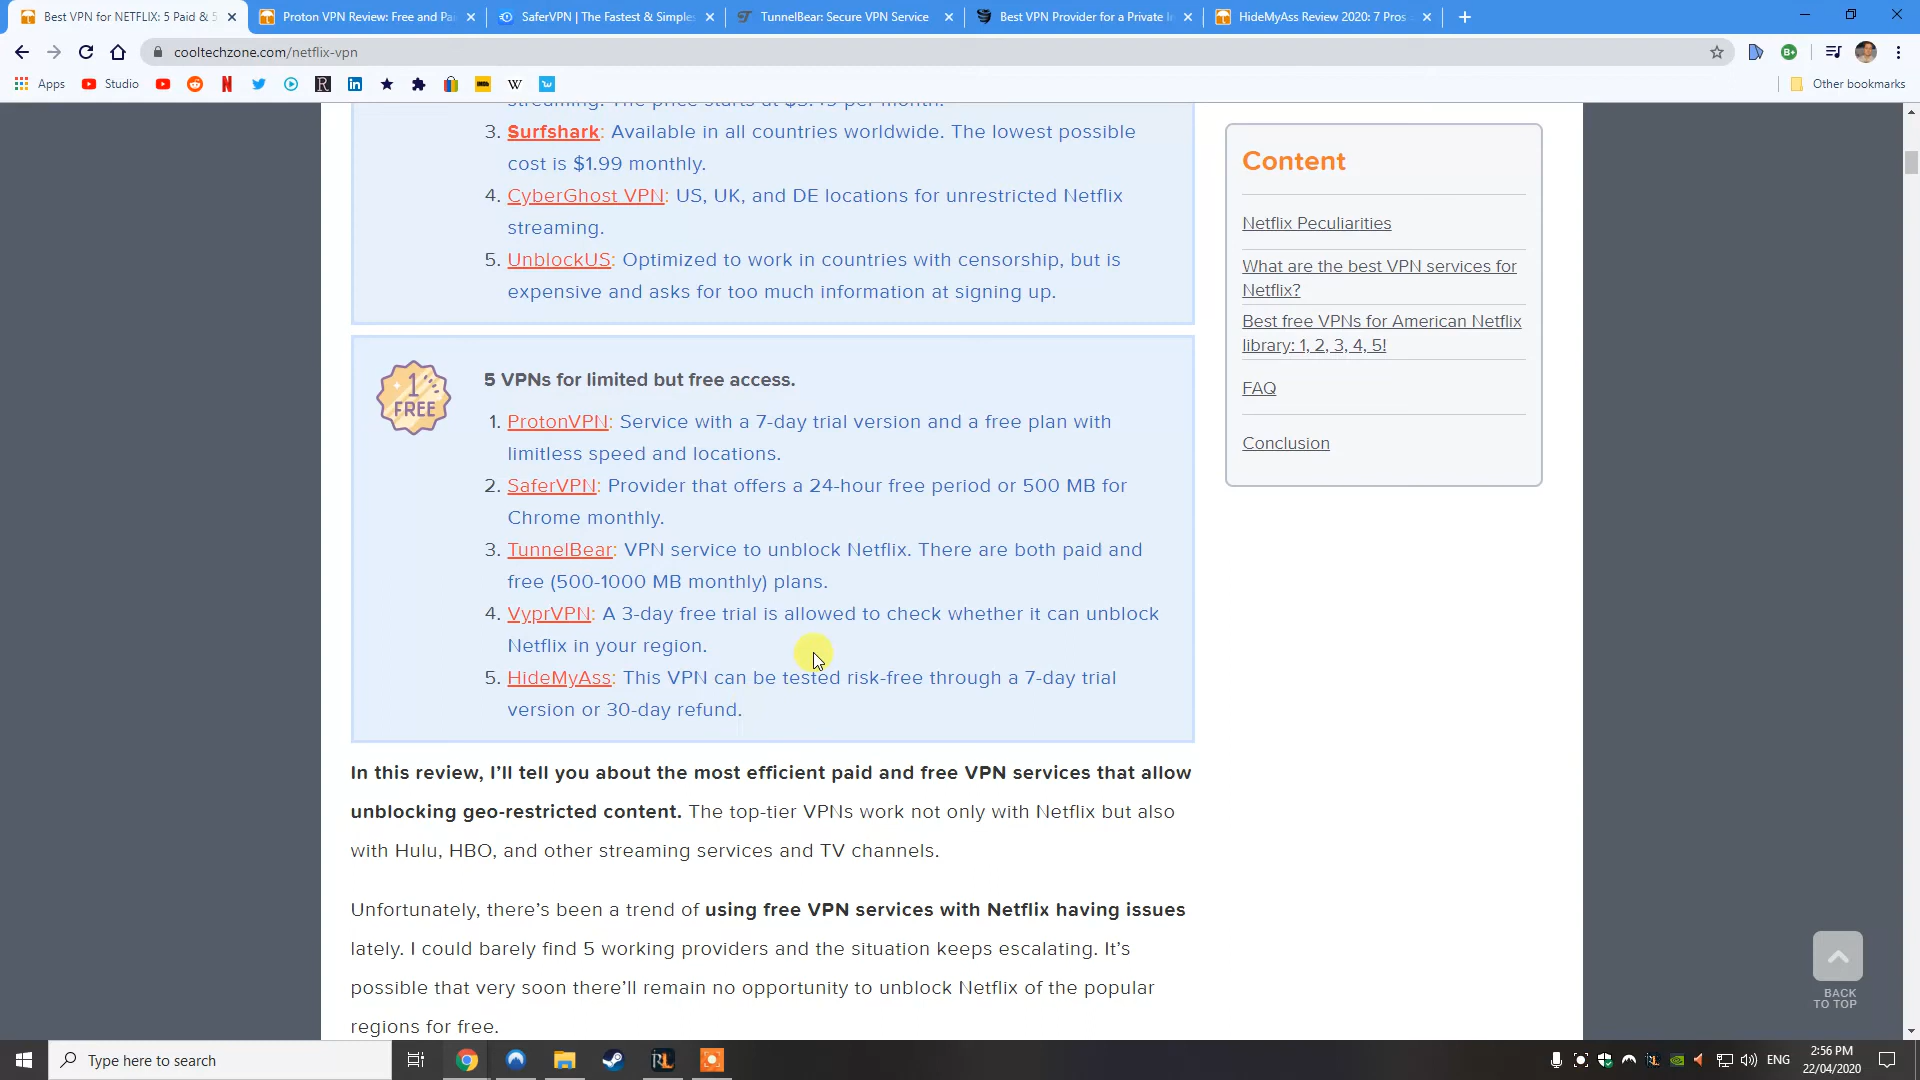 Best VPN for NETFLIX: 5 Paid & 5
Proton VPN Review: Free and Pa
SaferVPN | The Fastest & Simples
TunnelBear: Secure VPN Service
Best VPN Provider for a Private I
HideMyAss Review 2020: 7 Pros
cooltechzone.com/netflix-vpn
Apps
Studio
Other bookmarks
3. Surfshark: Available in all countries worldwide. The lowest possible
cost is $1.99 monthly.
4. CyberGhost VPN: US, UK, and DE locations for unrestricted Netflix
streaming.
5. UnblockUS: Optimized to work in countries with censorship, but is
expensive and asks for too much information at signing up.
1
FREE
5 VPNs for limited but free access.
1. ProtonVPN: Service with a 7-day trial version and a free plan with
limitless speed and locations.
2. SaferVPN: Provider that offers a 24-hour free period or 500 MB for
Chrome monthly.
3. TunnelBear: VPN service to unblock Netflix. There are both paid and
free (500-1000 MB monthly) plans.
4. VyprVPN: A 3-day free trial is allowed to check whether it can unblock
Netflix in your region.
5. HideMyAss: This VPN can be tested risk-free through a 7-day trial
version or 30-day refund.
In this review, I'll tell you about the most efficient paid and free VPN services that allow
unblocking geo-restricted content. The top-tier VPNs work not only with Netflix but also
with Hulu, HBO, and other streaming services and TV channels.
Unfortunately, there's been a trend of using free VPN services with Netflix having issues
lately. I could barely find 5 working providers and the situation keeps escalating. It's
possible that very soon there'll remain no opportunity to unblock Netflix of the popular
regions for free.
Content
Netflix Peculiarities
What are the best VPN services for
Netflix?
Best free VPNs for American Netflix
library: 1, 2, 3, 4, 5!
FAQ
Conclusion
BACK
TO TOP
Type here to search
ENG
2:56 PM
22/04/2020